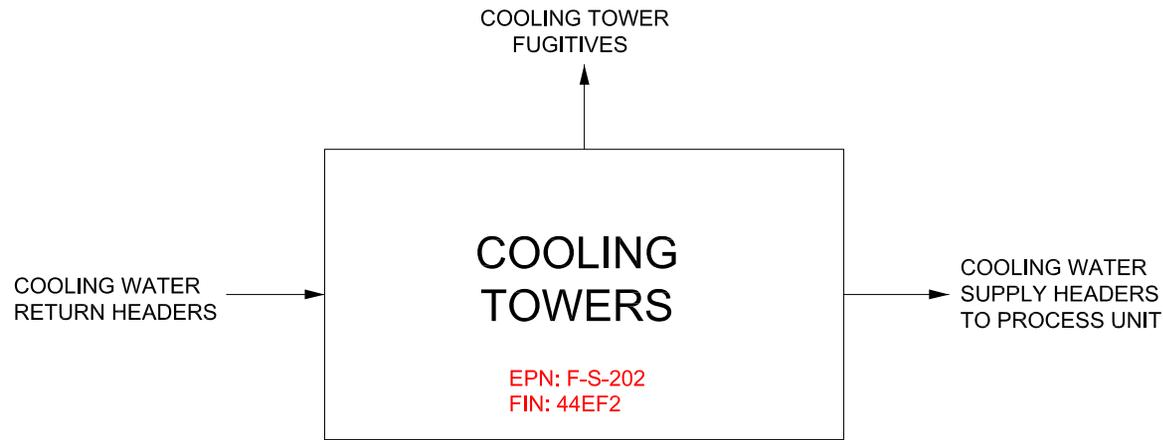 COOLING TOWER
FUGITIVES
COOLING
TOWERS
COOLING WATER
RETURN HEADERS
COOLING WATER
SUPPLY HEADERS
TO PROCESS UNIT
EPN: F-S-202
FIN: 44EF2